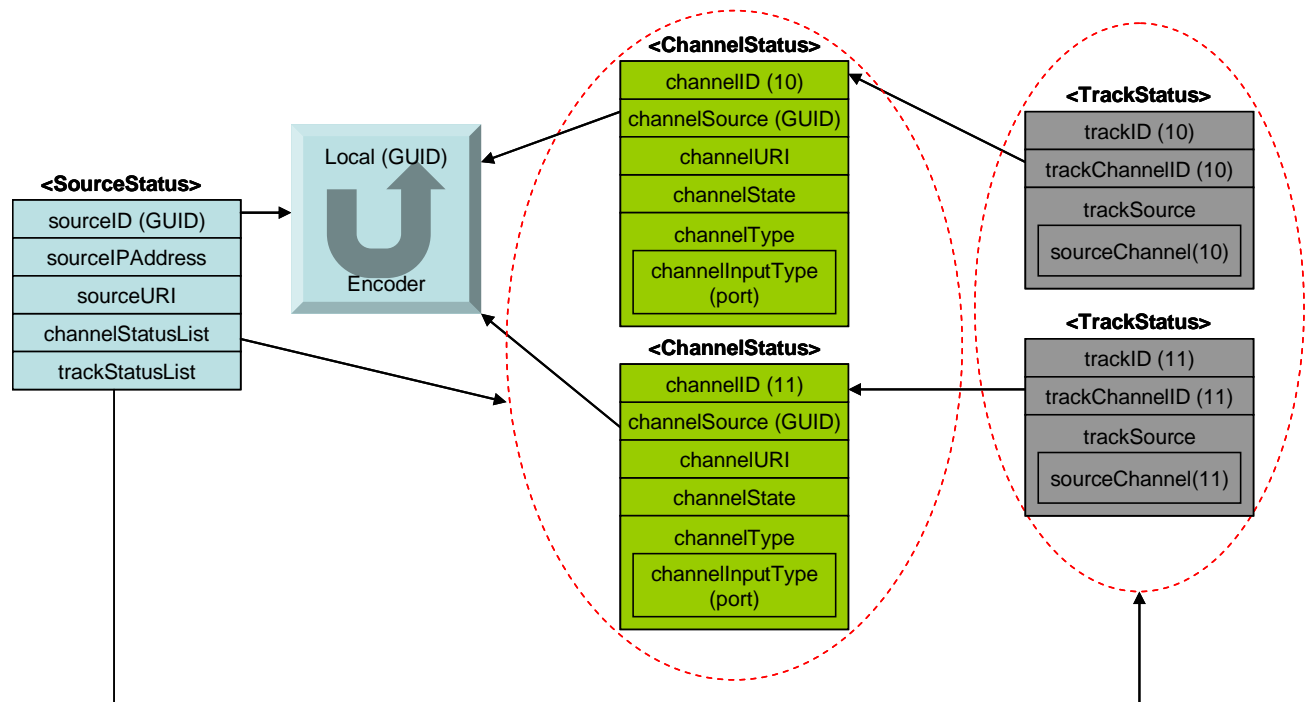 <SourceStatus>
sourceID (GUID)
sourceIPAddress
sourceURI
channelStatusList
trackStatusList
Local (GUID)
Encoder
<ChannelStatus>
channelID (10)
channelSource (GUID)
channelURI
channelState
channelType
channelInputType
(port)
<ChannelStatus>
channelID (11)
channelSource (GUID)
channelURI
channelState
channelType
channelInputType
(port)
<TrackStatus>
trackID (10)
trackChannelID (10)
trackSource
sourceChannel(10)
<TrackStatus>
trackID (11)
trackChannelID (11)
trackSource
sourceChannel(11)